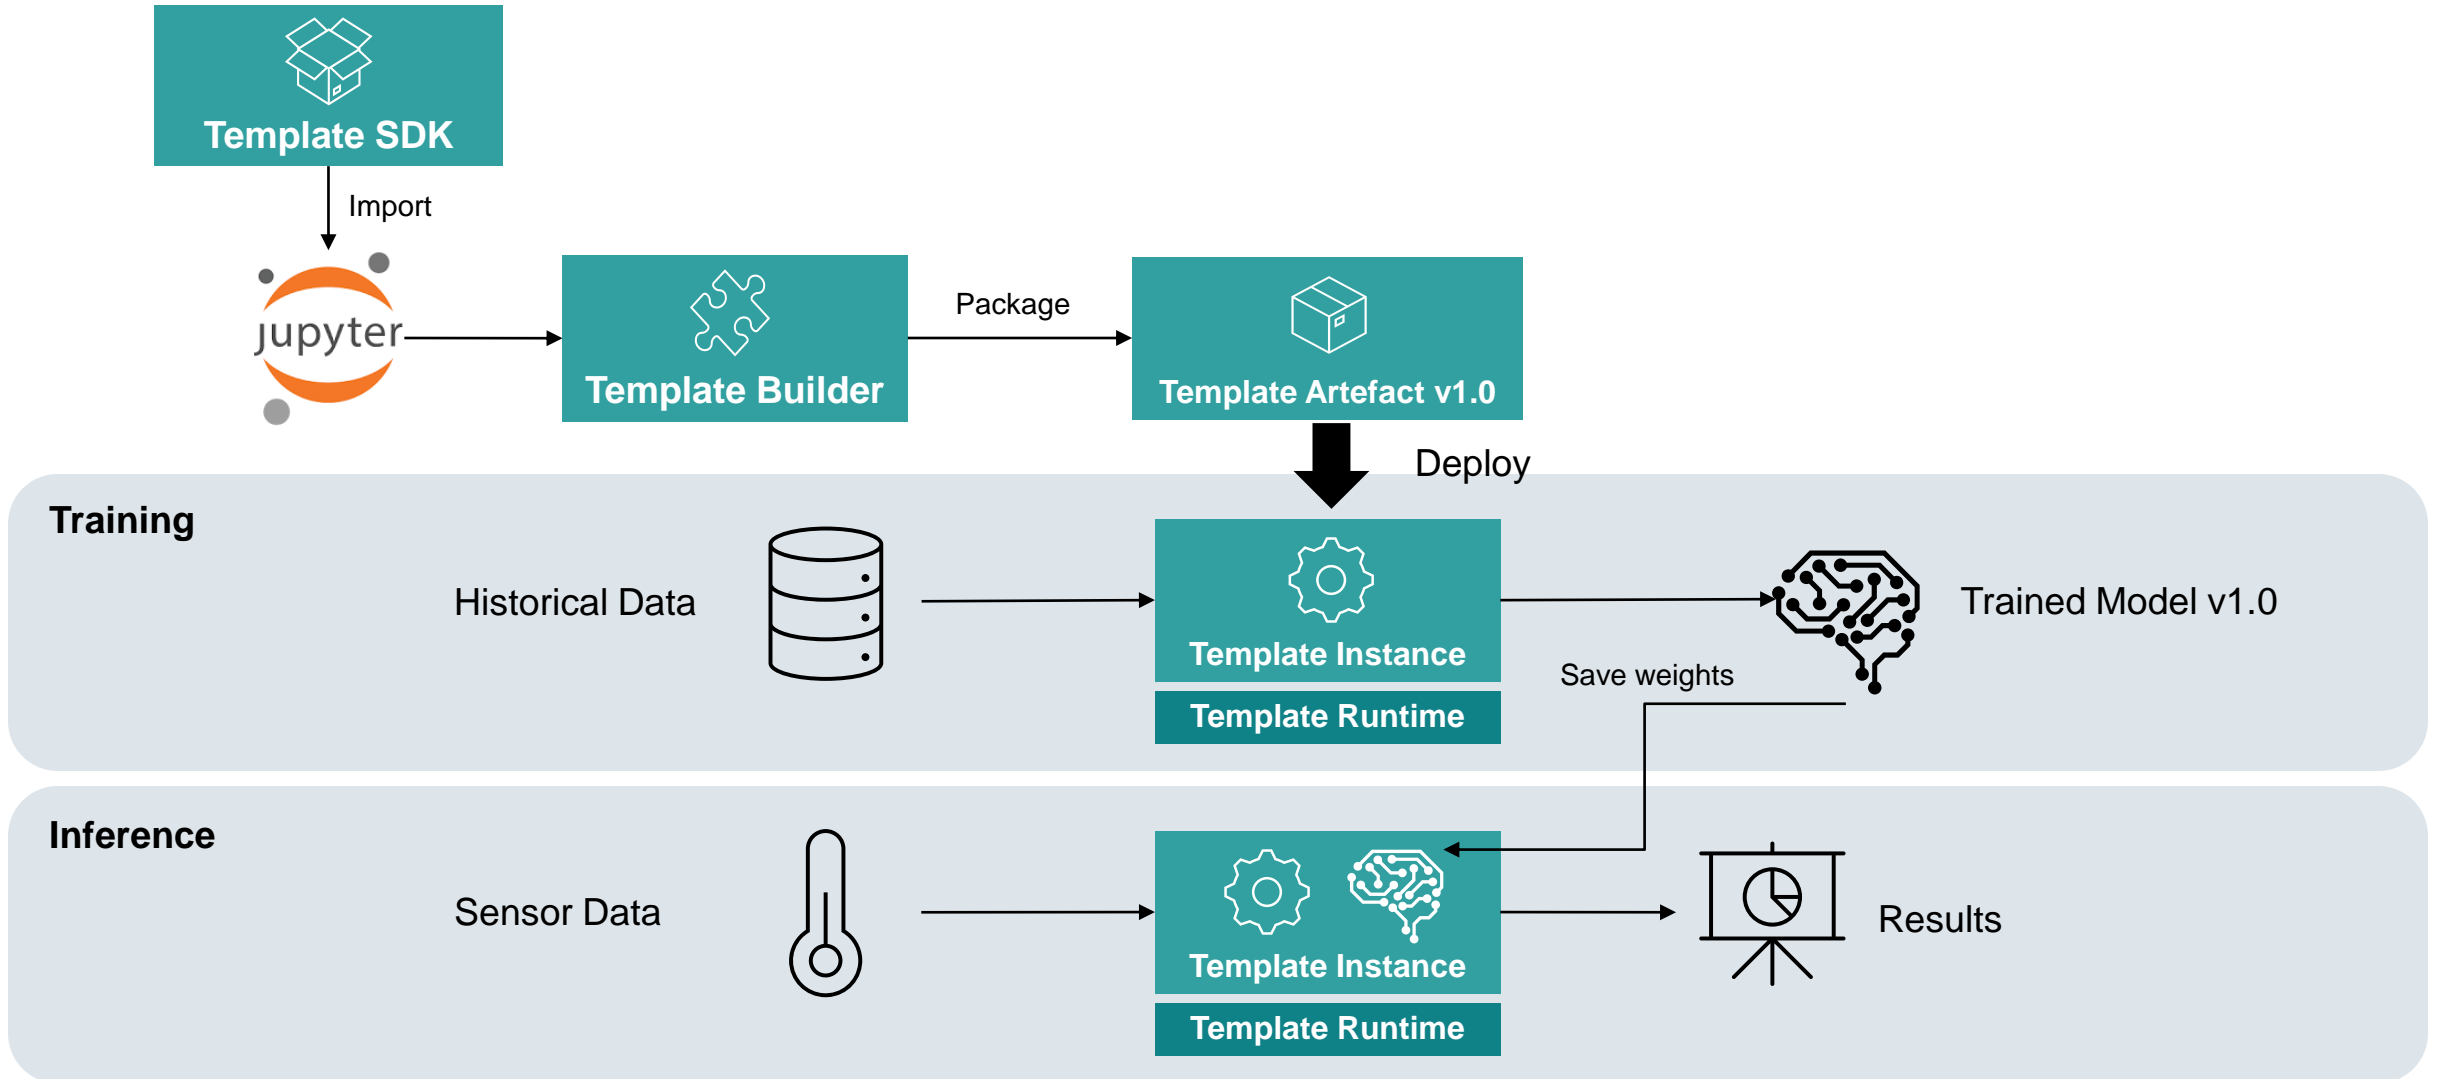 Template SDK
Import
jupyter
Template Builder
Package
Template Artefact v1.0
Deploy
Training
Historical Data
Template Instance
Template Runtime
Trained Model v1.0
Save weights
Inference
Sensor Data
Template Instance
Template Runtime
Results